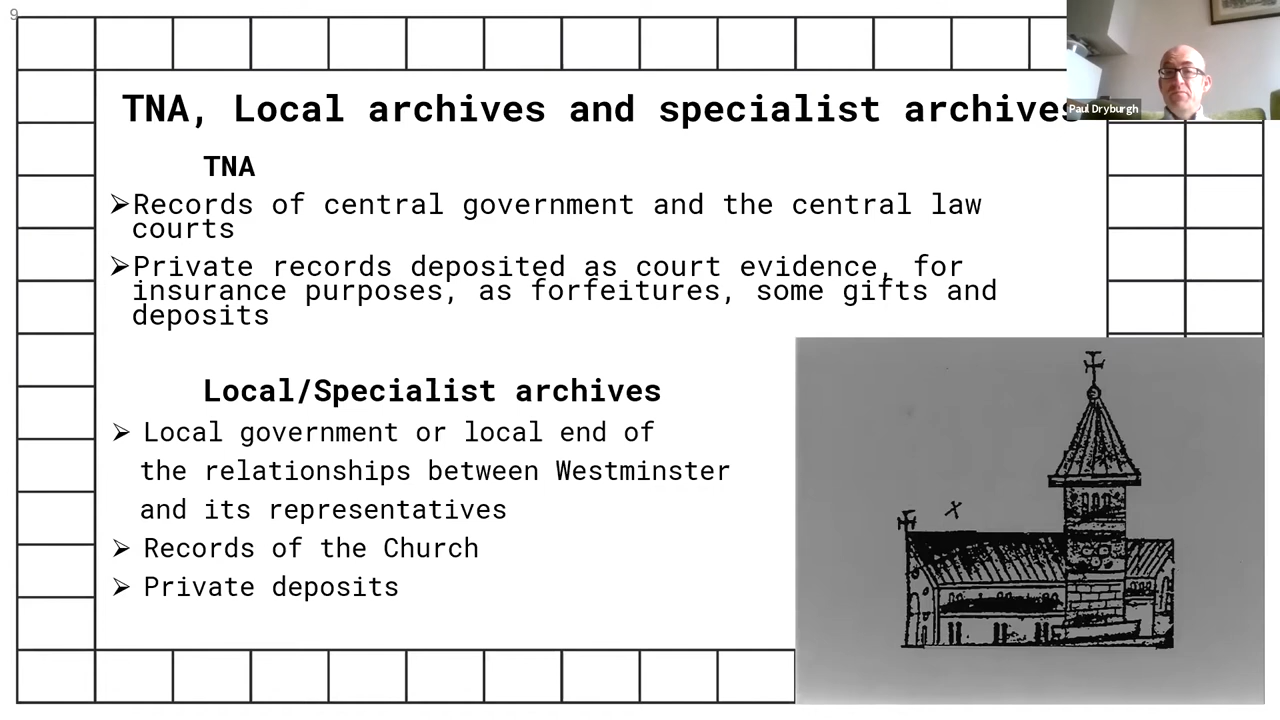 9
TNA, Local archives and specialist archives
Paul Dryburgh
TNA
➢Records of central government and the central law
courts
➢Private records deposited as court evidence, for
insurance purposes, as forfeitures, some gifts and
deposits
Local/Specialist archives
➢ Local government or local end of
the relationships between Westminster
and its representatives
➢ Records of the Church
➢ Private deposits